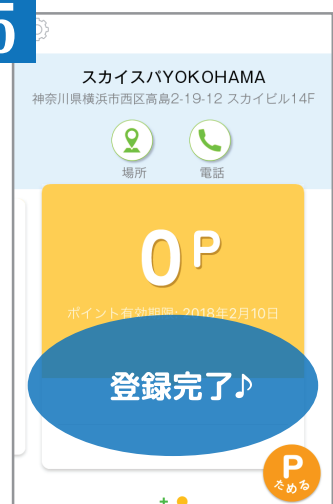 5
スカイスパYOKOHAMA
神奈川県横浜市西区高島2-19-12 スカイビル14F
場所
電話
0P
ポイント有効期限: 2018年2月10日
登録完了♪
P
ためる